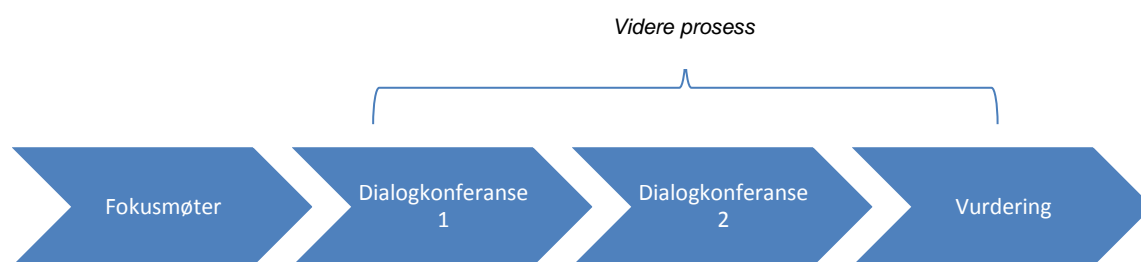 Videre prosess
Fokusmøter
Dialogkonferanse
1
Dialogkonferanse
2
Vurdering